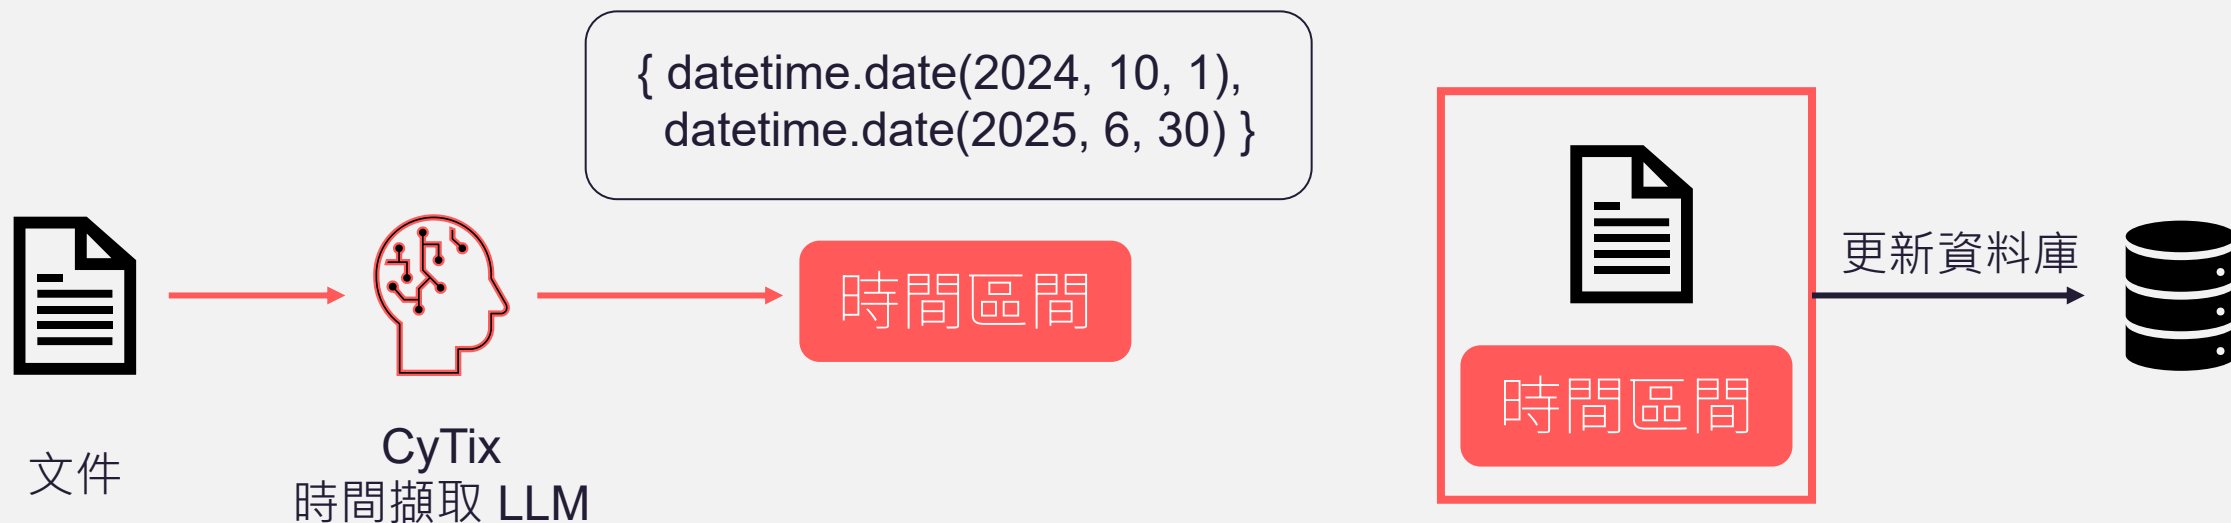 { datetime.date(2024, 10, 1),
datetime.date(2025, 6, 30) }
文件
CyTix
時間擷取 LLM
時間區間
時間區間
更新資料庫